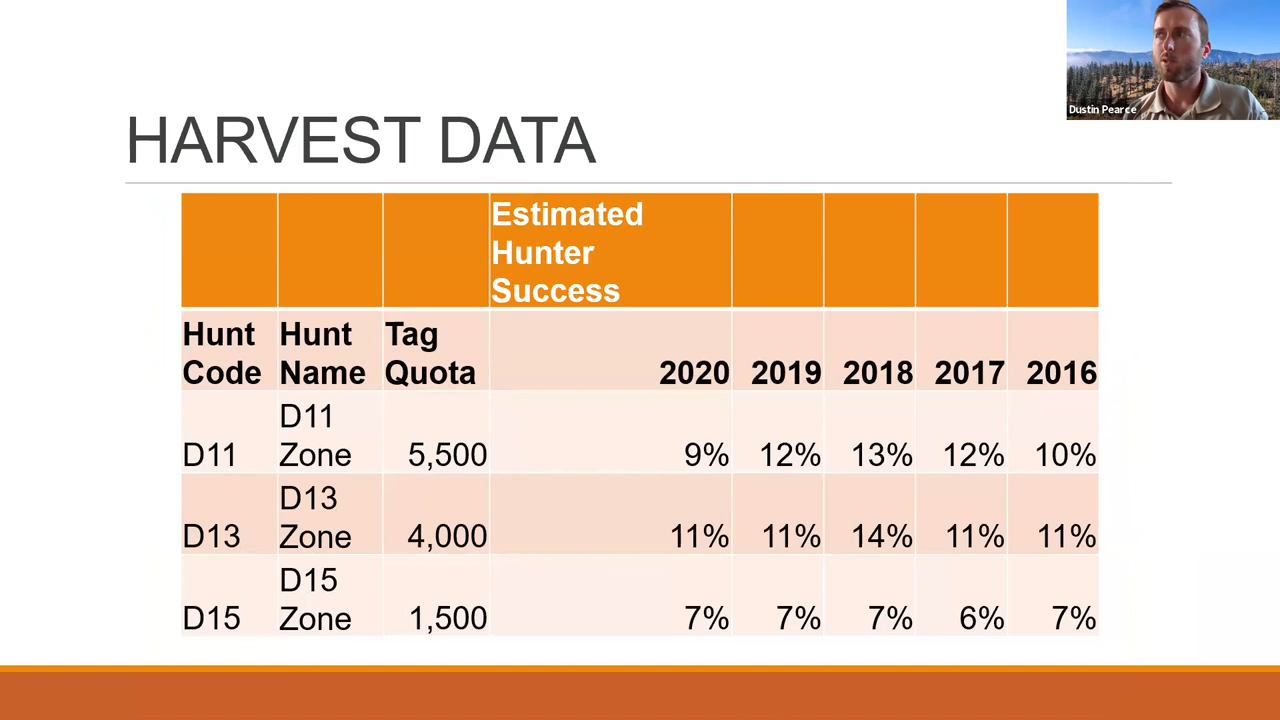 Dustin Pearce
HARVEST DATA
Estimated
Hunter
Success
Hunt Code Hunt Name Tag Quota 2020 2019 2018 2017 2016
D11 D11 Zone 5,500 9% 12% 13% 12% 10%
D13 D13 Zone 4,000 11% 11% 14% 11% 11%
D15 D15 Zone 1,500 7% 7% 7% 6% 7%